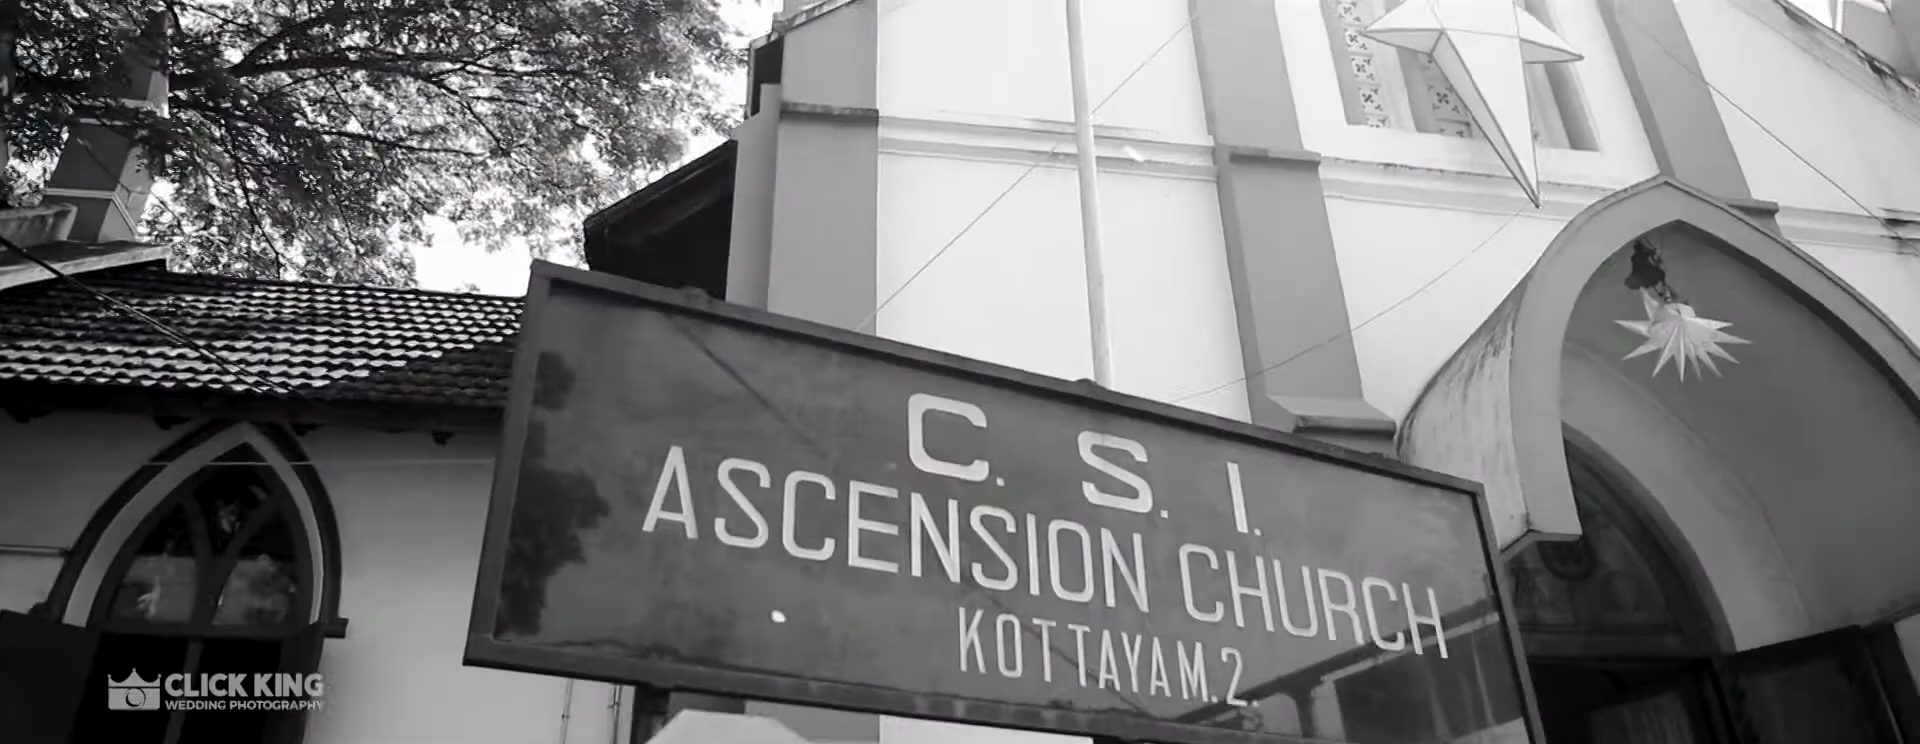 C. S. I.
ASCENSION CHURCH
KOTTAYAM.2.
CLICK KING
WEDDING PHOTOGRAPHY